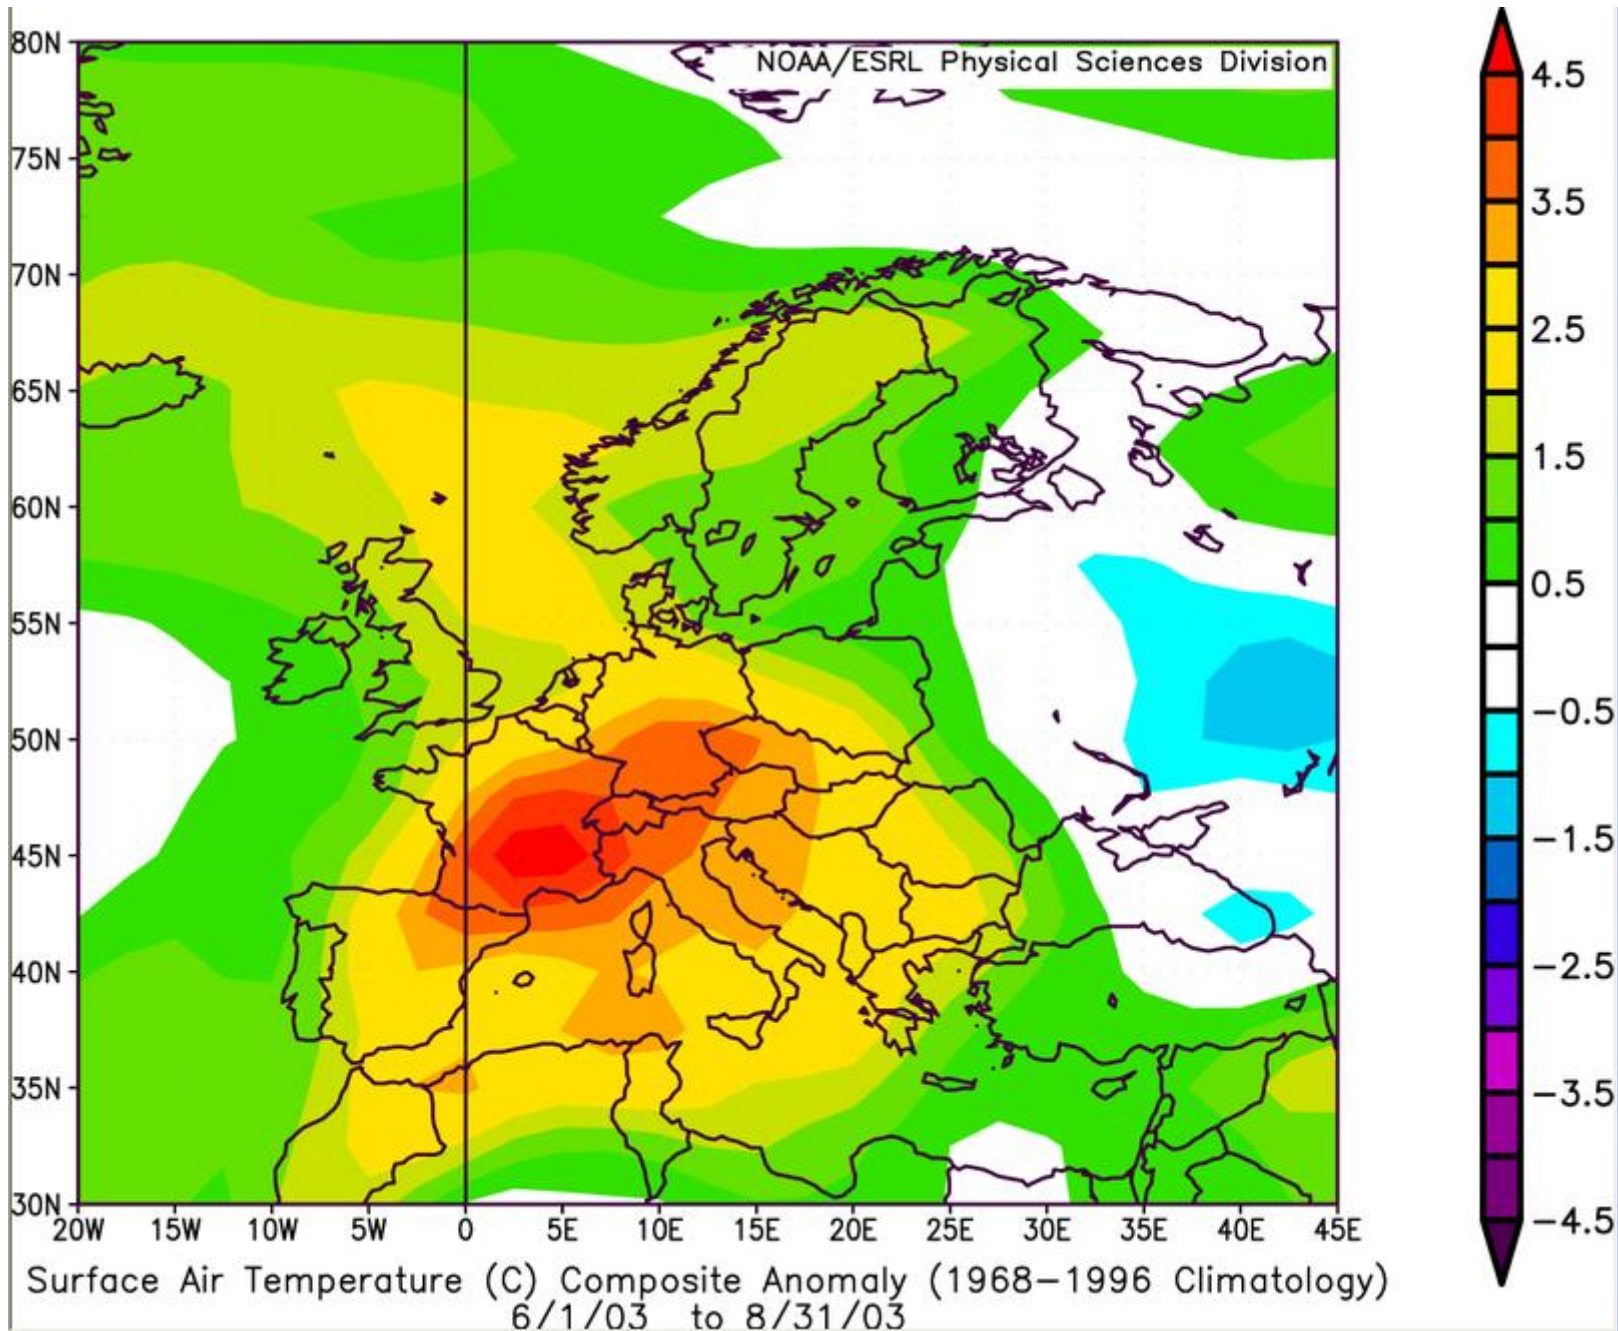 NOAA/ESRL Physical Sciences Division
80N
75N
70N
65N
60N
55N
50N
45N
40N
35N
30N
20W 15W 10W 5W 0 5E 10E 15E 20E 25E 30E 35E 40E 45E
4.5
3.5
2.5
1.5
0.5
−0.5
−1.5
−2.5
−3.5
−4.5
Surface Air Temperature (C) Composite Anomaly (1968−1996 Climatology)
6/1/03 to 8/31/03